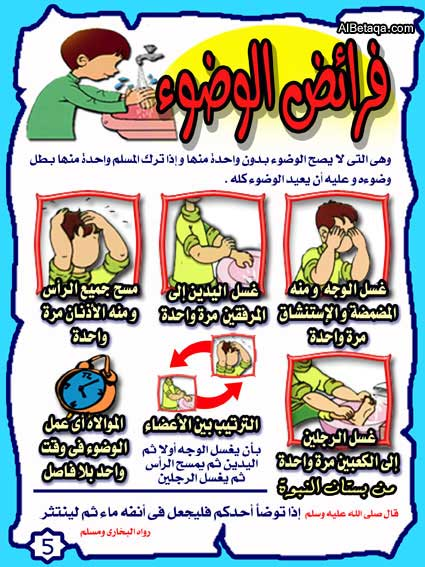 AlBetaqa.com
فرائض الوضوء
وهى التى لا يصح الوضوء بدون واحدة منها و إذا ترك المسلم واحدة منها بطل
وضوءه و عليه أن يعيد الوضوء كله .
غسل الوجه ومنه
المضمضة والإستنشاق
مرة واحدة
غسل اليدين إلى
المرفقين مرة واحدة
مسح جميع الرأس
ومنه الأذنان مرة
واحدة
غسل الرجلين
إلى الكعبين مرة واحدة
الترتيب بين الأعضاء
بأن يغسل الوجه أولا ثم
اليدين ثم يمسح الرأس
ثم يغسل الرجلين
الموالاه أى عمل
الوضوء فى وقت
واحد بلا فاصل
من بستان النبوة
قال صلى الله عليه وسلم إذا توضأ أحدكم فليجعل فى أنفه ماء ثم لينتثر
رواه البخارى ومسلم
5